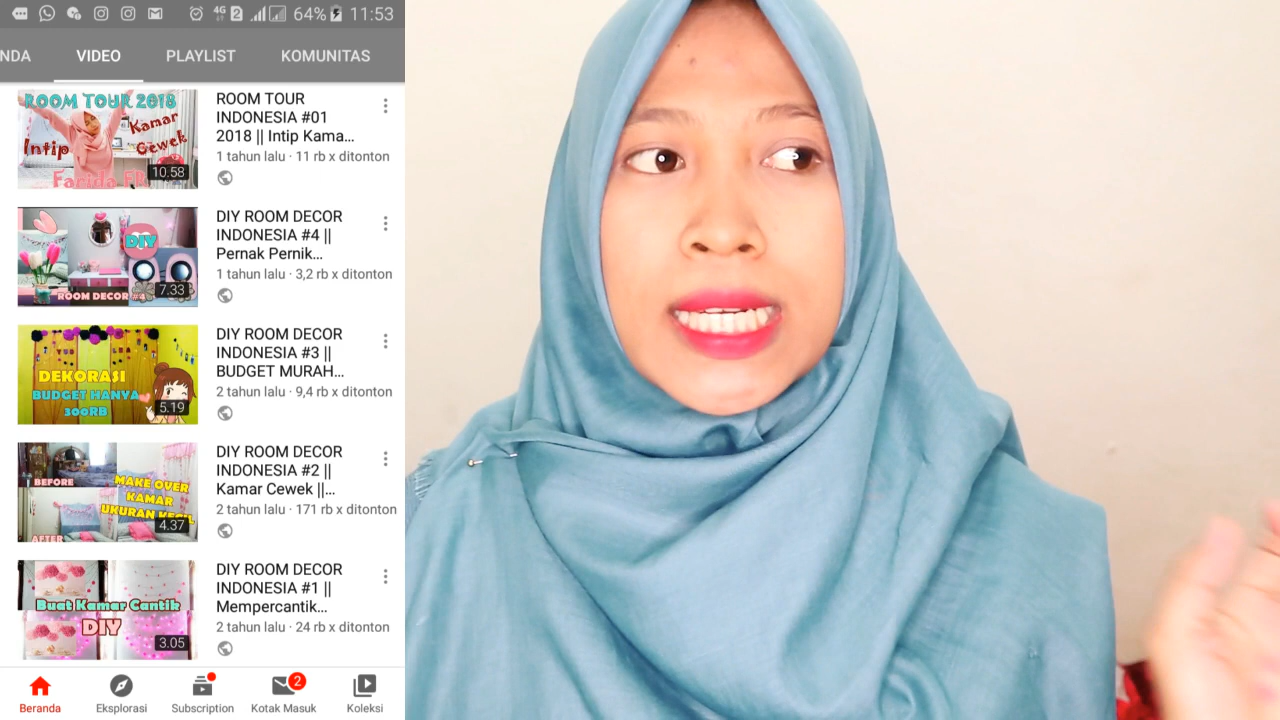 4G 2 64% 11:53
NDA VIDEO PLAYLIST KOMUNITAS
ROOM TOUR 2018
Intip Kamar Cewek
Farida
10.58
ROOM TOUR
INDONESIA #01
2018 || Intip Kama...
1 tahun lalu · 11 rb x ditonton
DIY
ROOM DECOR #4
7.33
DIY ROOM DECOR
INDONESIA #4 ||
Pernak Pernik...
1 tahun lalu · 3,2 rb x ditonton
DEKORASI
BUDGET HANYA
300RB
5.19
DIY ROOM DECOR
INDONESIA #3 ||
BUDGET MURAH...
2 tahun lalu · 9,4 rb x ditonton
BEFORE
MAKE OVER
KAMAR
UKURAN KECIL
AFTER
4.37
DIY ROOM DECOR
INDONESIA #2 ||
Kamar Cewek ||...
2 tahun lalu · 171 rb x ditonton
Buat Kamar Cantik
DIY
3.05
DIY ROOM DECOR
INDONESIA #1 ||
Mempercantik...
2 tahun lalu · 24 rb x ditonton
2
Beranda Eksplorasi Subscription Kotak Masuk Koleksi